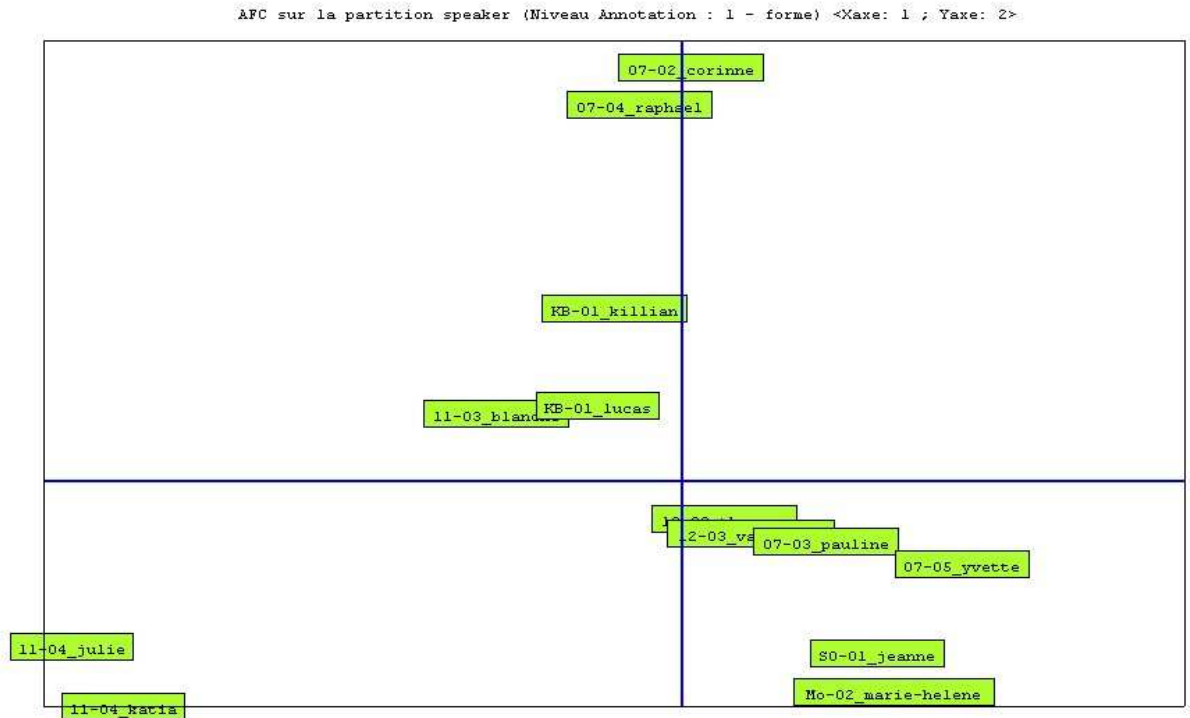 AFC sur la partition speaker (Niveau Annotation : 1 - forme) <Xaxe: 1 ; Yaxe: 2>
07-02_corinne
07-04_raphael
KB-01_killian
KB-01_lucas
07-03_pauline
07-05_yvette
11-04_julie
S0-01_jeanne
Mo-02_marie-helene
11-04_katia